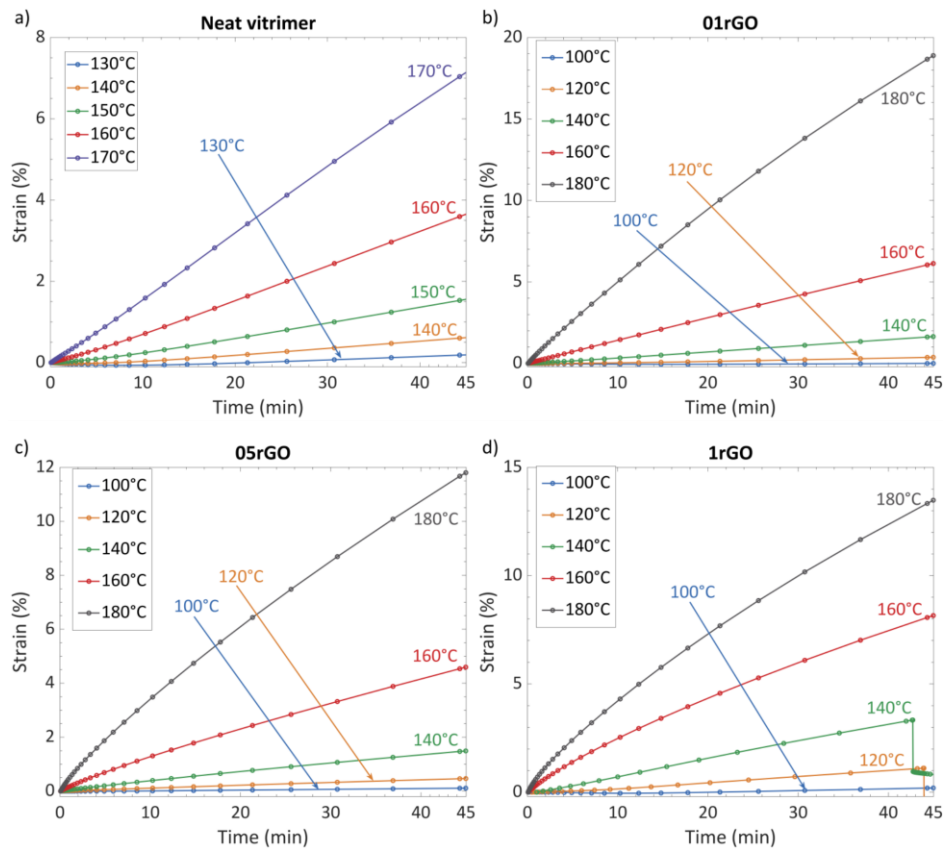 a)
Neat vitrimer
8
6
4
2
0
0
10
20
30
40
45
Strain (%)
Time (min)
130°C
140°C
150°C
160°C
170°C
130°C
170°C
160°C
150°C
140°C
b)
01rGO
20
15
10
5
0
0
10
20
30
40
45
Strain (%)
Time (min)
100°C
120°C
140°C
160°C
180°C
180°C
120°C
100°C
160°C
140°C
c)
05rGO
12
10
8
6
4
2
0
0
10
20
30
40
45
Strain (%)
Time (min)
100°C
120°C
140°C
160°C
180°C
180°C
120°C
100°C
160°C
140°C
d)
1rGO
15
10
5
0
0
10
20
30
40
45
Strain (%)
Time (min)
100°C
120°C
140°C
160°C
180°C
180°C
100°C
160°C
140°C
120°C